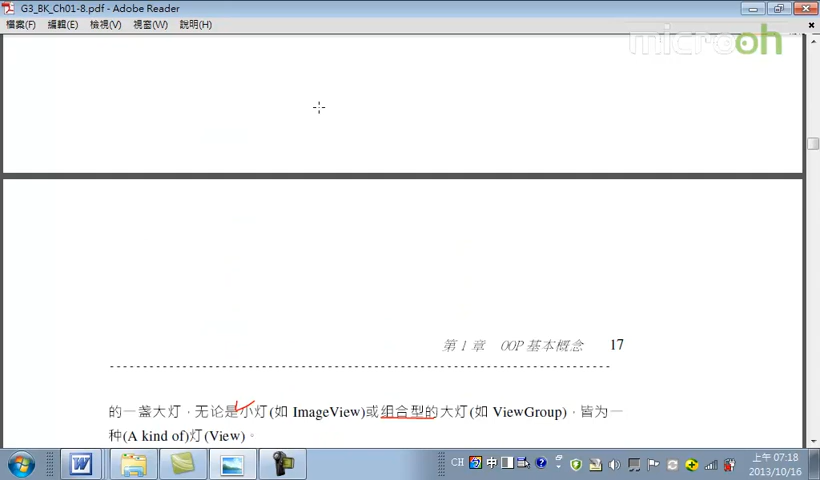 G3_BK_Ch01-8.pdf - Adobe Reader
檔案(F) 編輯(E) 檢視(V) 視窗(W) 說明(H)
microoh
第 1 章 OOP 基本概念 17
的一盏大灯，无论是小灯(如 ImageView)或组合型的大灯(如 ViewGroup)，皆为一
种(A kind of)灯(View)。
CH 中
上午 07:18
2013/10/16